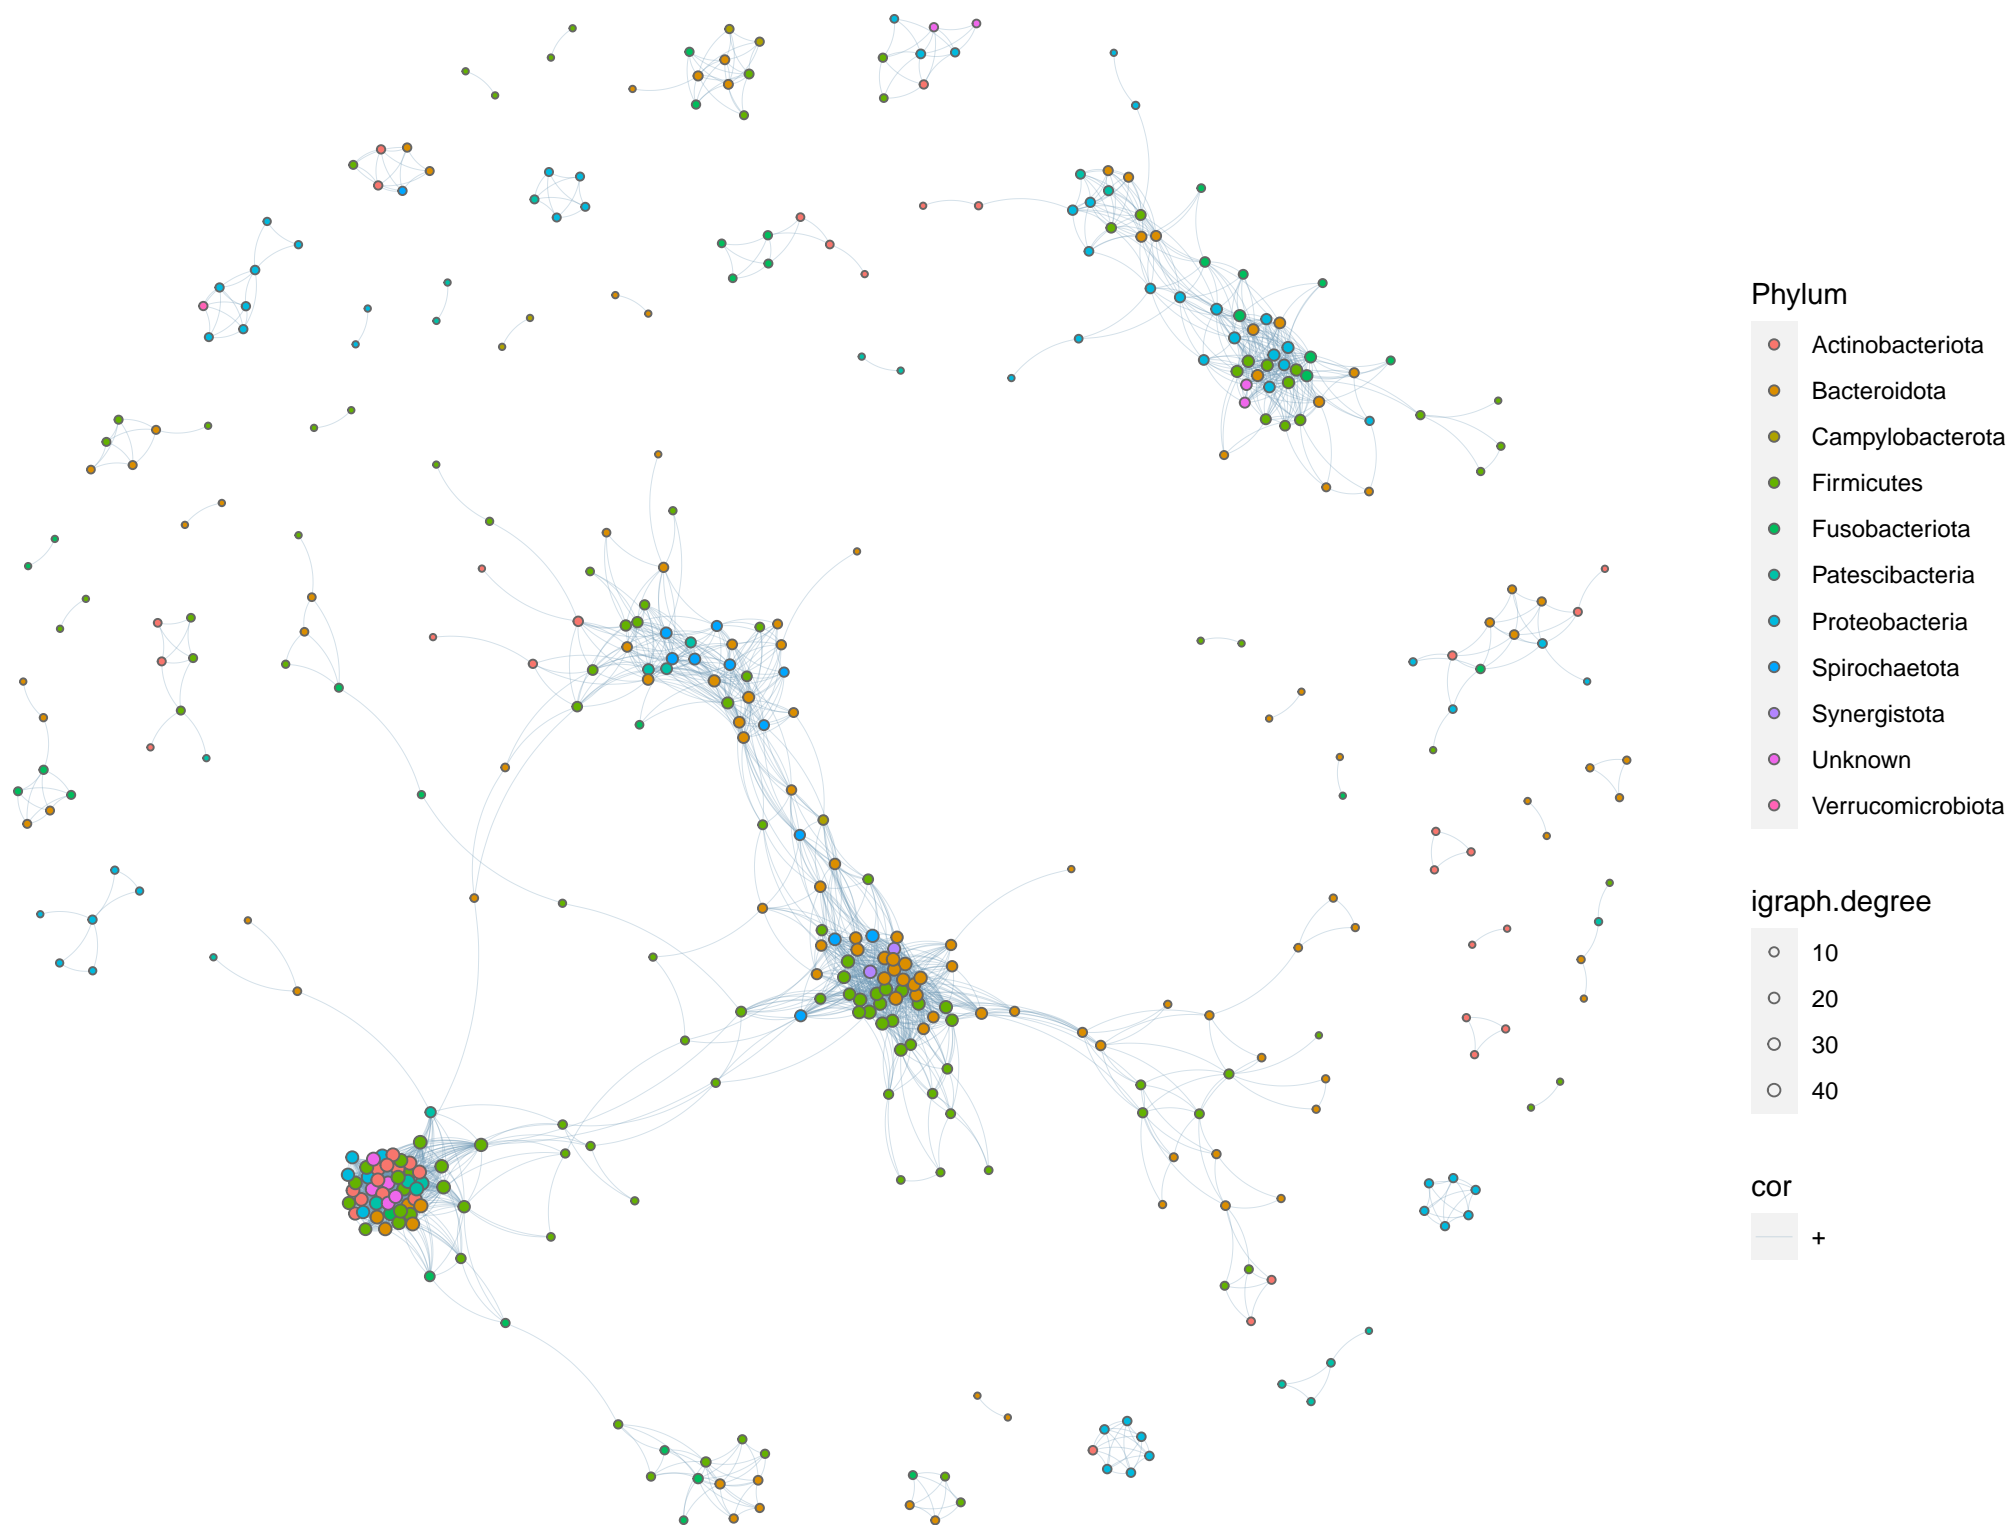 Phylum
Actinobacteriota
Bacteroidota
Campylobacterota
Firmicutes
Fusobacteriota
Patescibacteria
Proteobacteria
Spirochaetota
Synergistota
Unknown
Verrucomicrobiota
igraph.degree
10
20
30
40
cor
+